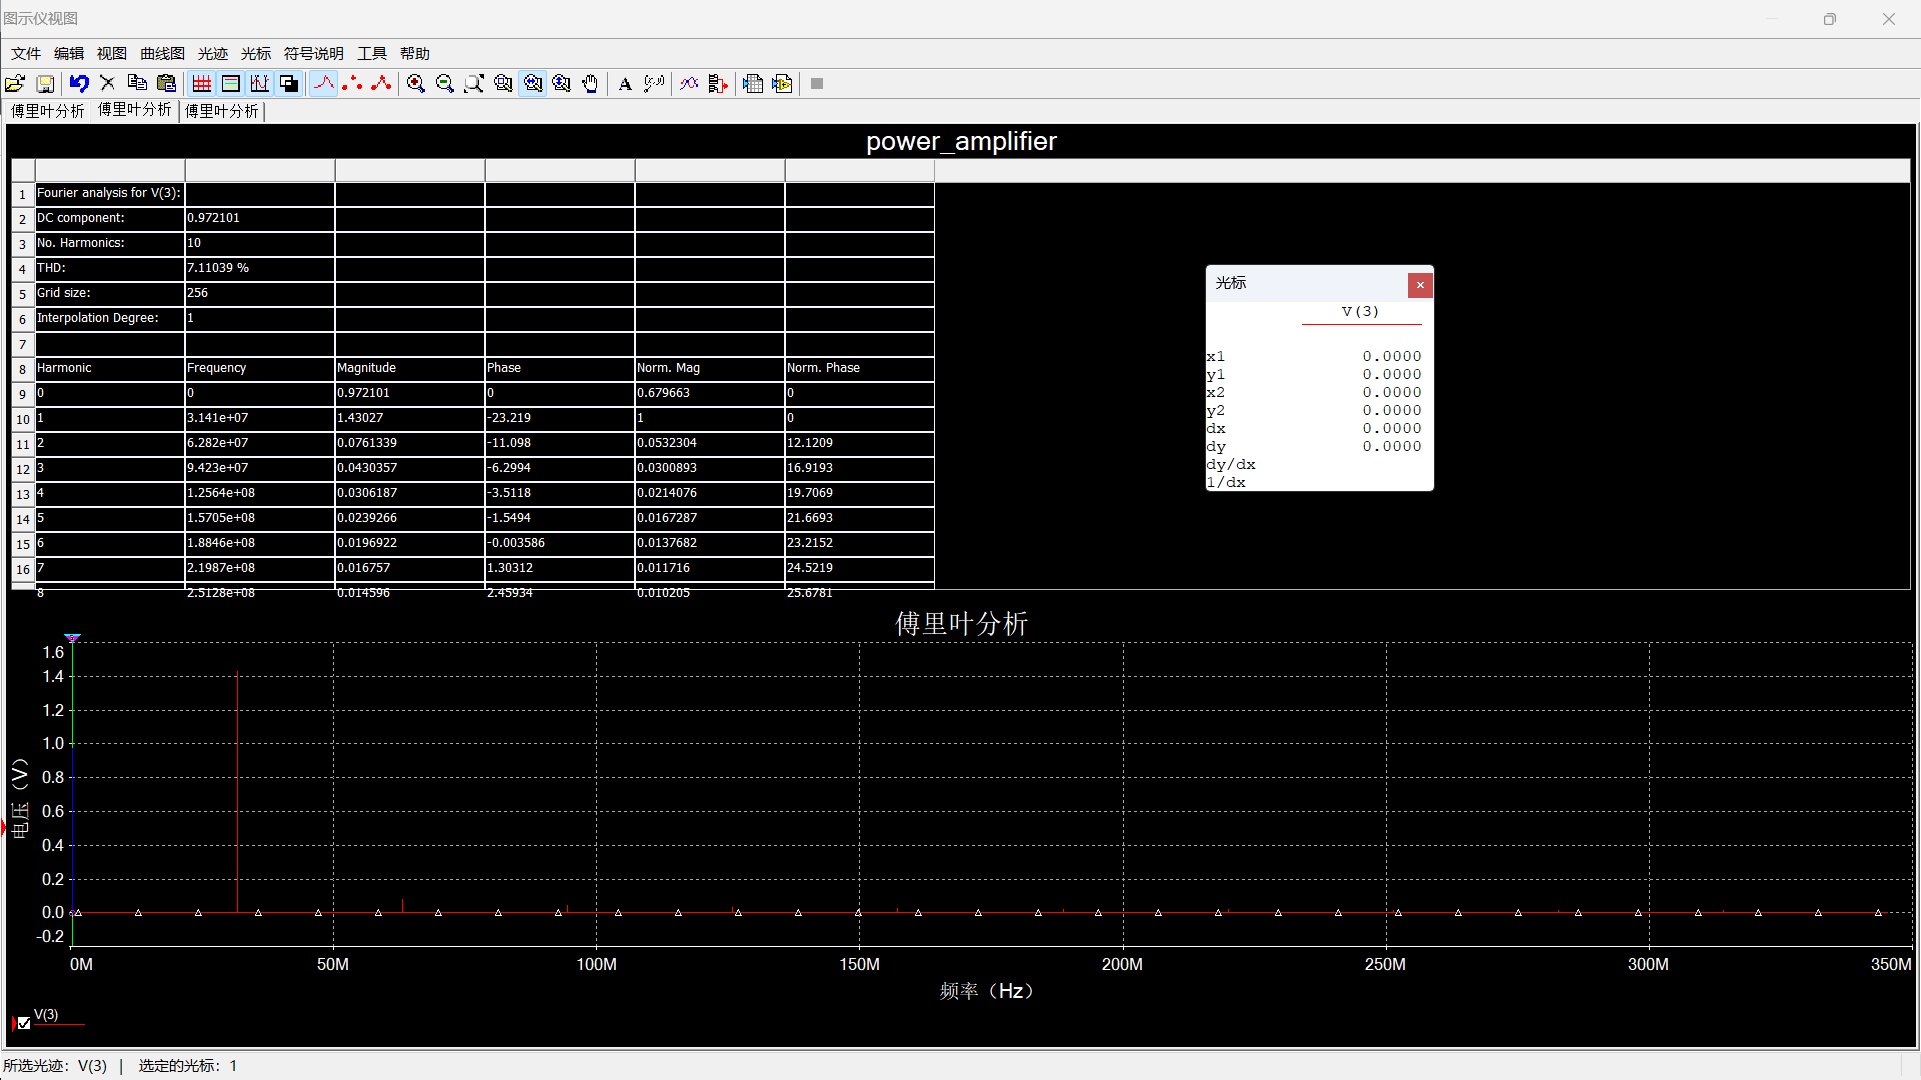 图示仪视图
文件 编辑 视图 曲线图 光迹 光标 符号说明 工具 帮助
傅里叶分析 傅里叶分析 傅里叶分析
power_amplifier
1 Fourier analysis for V(3):
2 DC component: 0.972101
3 No. Harmonics: 10
4 THD: 7.11039 %
5 Grid size: 256
6 Interpolation Degree: 1
7
8 Harmonic Frequency Magnitude Phase Norm. Mag Norm. Phase
9 0 0 0.972101 0 0.679663 0
10 1 3.141e+07 1.43027 -23.219 1 0
11 2 6.282e+07 0.0761339 -11.098 0.0532304 12.1209
12 3 9.423e+07 0.0430357 -6.2994 0.0300893 16.9193
13 4 1.2564e+08 0.0306187 -3.5118 0.0214076 19.7069
14 5 1.5705e+08 0.0239266 -1.5494 0.0167287 21.6693
15 6 1.8846e+08 0.0196922 -0.003586 0.0137682 23.2152
16 7 2.1987e+08 0.016757 1.30312 0.011716 24.5219
8 2.5128e+08 0.014596 2.45934 0.010205 25.6781
光标
V(3)
x1 0.0000
y1 0.0000
x2 0.0000
y2 0.0000
dx 0.0000
dy 0.0000
dy/dx
1/dx
傅里叶分析
电压（V）
1.6
1.4
1.2
1.0
0.8
0.6
0.4
0.2
0.0
-0.2
0M 50M 100M 150M 200M 250M 300M 350M
频率（Hz）
V(3)
所选光迹: V(3) | 选定的光标: 1